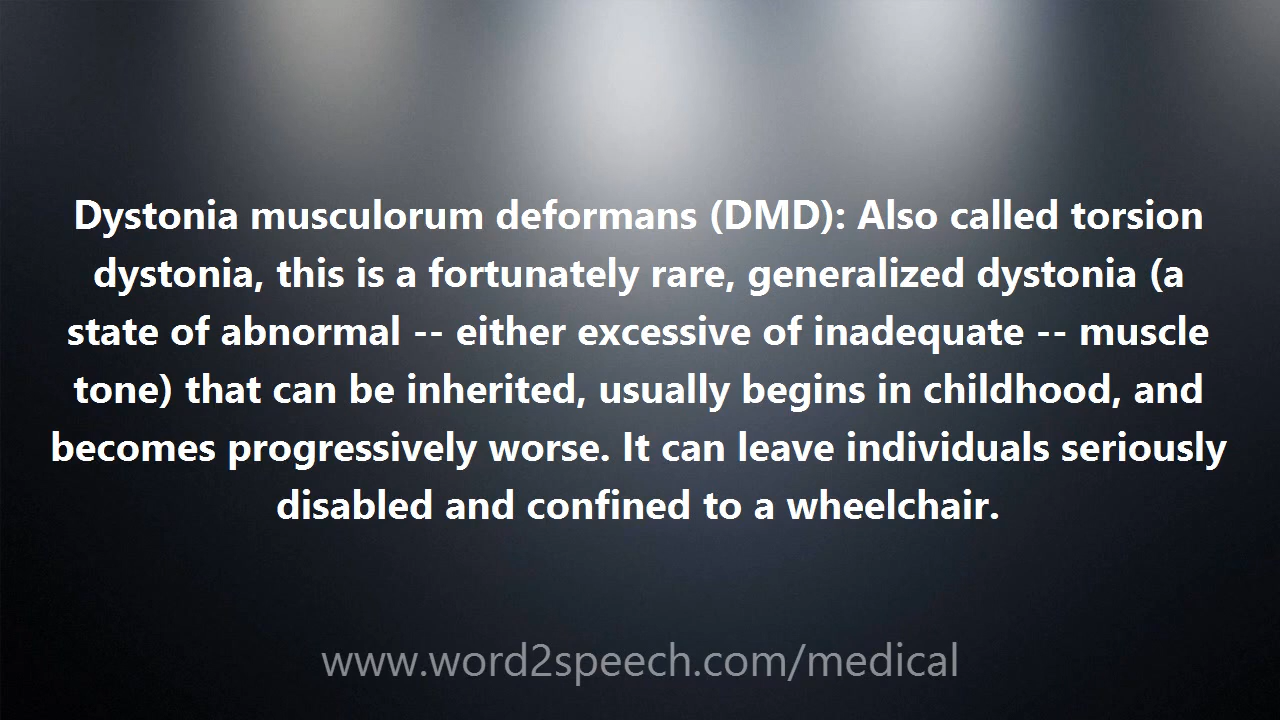 Dystonia musculorum deformans (DMD): Also called torsion
dystonia, this is a fortunately rare, generalized dystonia (a
state of abnormal -- either excessive of inadequate -- muscle
tone) that can be inherited, usually begins in childhood, and
becomes progressively worse. It can leave individuals seriously
disabled and confined to a wheelchair.
www.word2speech.com/medical